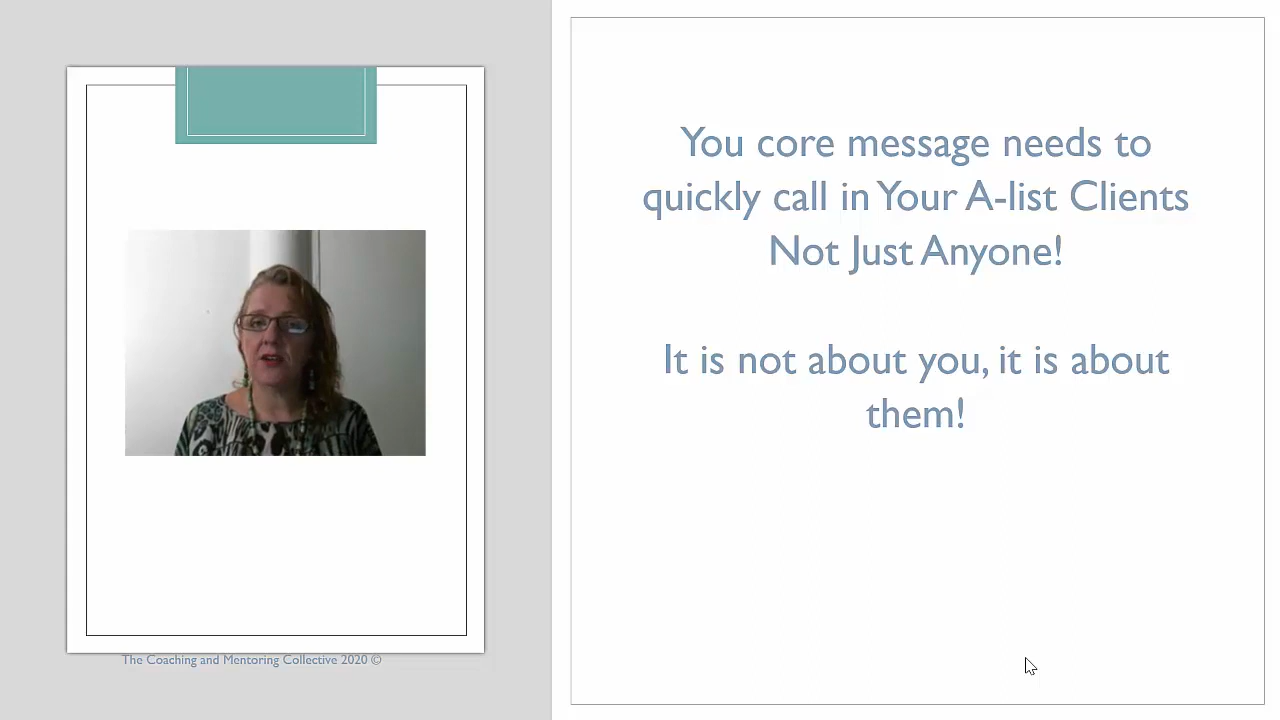 You core message needs to
quickly call in Your A-list Clients
Not Just Anyone!
It is not about you, it is about
them!
The Coaching and Mentoring Collective 2020 ©